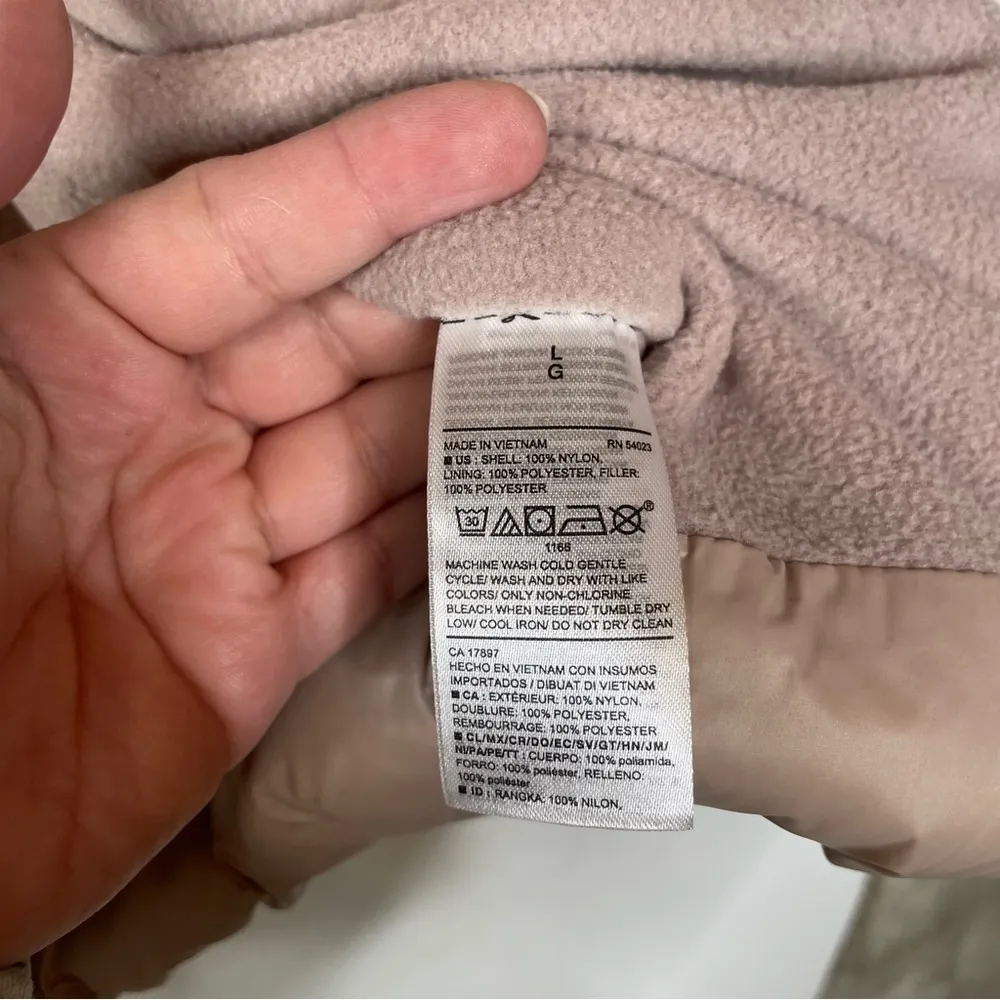 L
G
MADE IN VIETNAM RN 54023
■ US : SHELL: 100% NYLON,
LINING: 100% POLYESTER, FILLER:
100% POLYESTER
30 ®
1166
MACHINE WASH COLD GENTLE
CYCLE/ WASH AND DRY WITH LIKE
COLORS/ ONLY NON-CHLORINE
BLEACH WHEN NEEDED/ TUMBLE DRY
LOW/ COOL IRON/ DO NOT DRY CLEAN
CA 17897
HECHO EN VIETNAM CON INSUMOS
IMPORTADOS / DIBUAT DI VIETNAM
■ CA : EXTÉRIEUR: 100% NYLON,
DOUBLURE: 100% POLYESTER,
REMBOURRAGE: 100% POLYESTER
■ CL/MX/CR/DO/EC/SV/GT/HN/JM/
NI/PA/PE/TT : CUERPO: 100% poliamida,
FORRO: 100% poliéster, RELLENO:
100% poliéster
■ ID : RANGKA: 100% NILON,